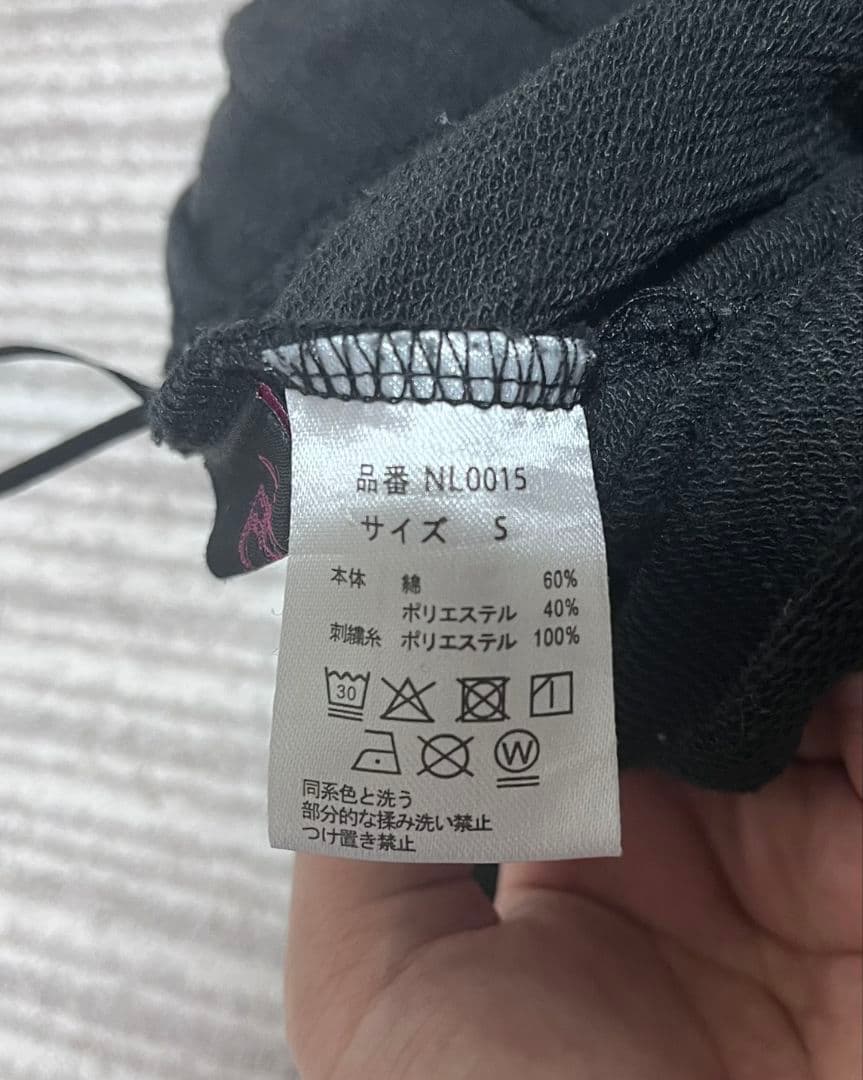 品番 NL0015
サイズ S
本体 綿 60%
ポリエステル 40%
刺繍糸 ポリエステル 100%
30
W
同系色と洗う
部分的な揉み洗い禁止
つけ置き禁止